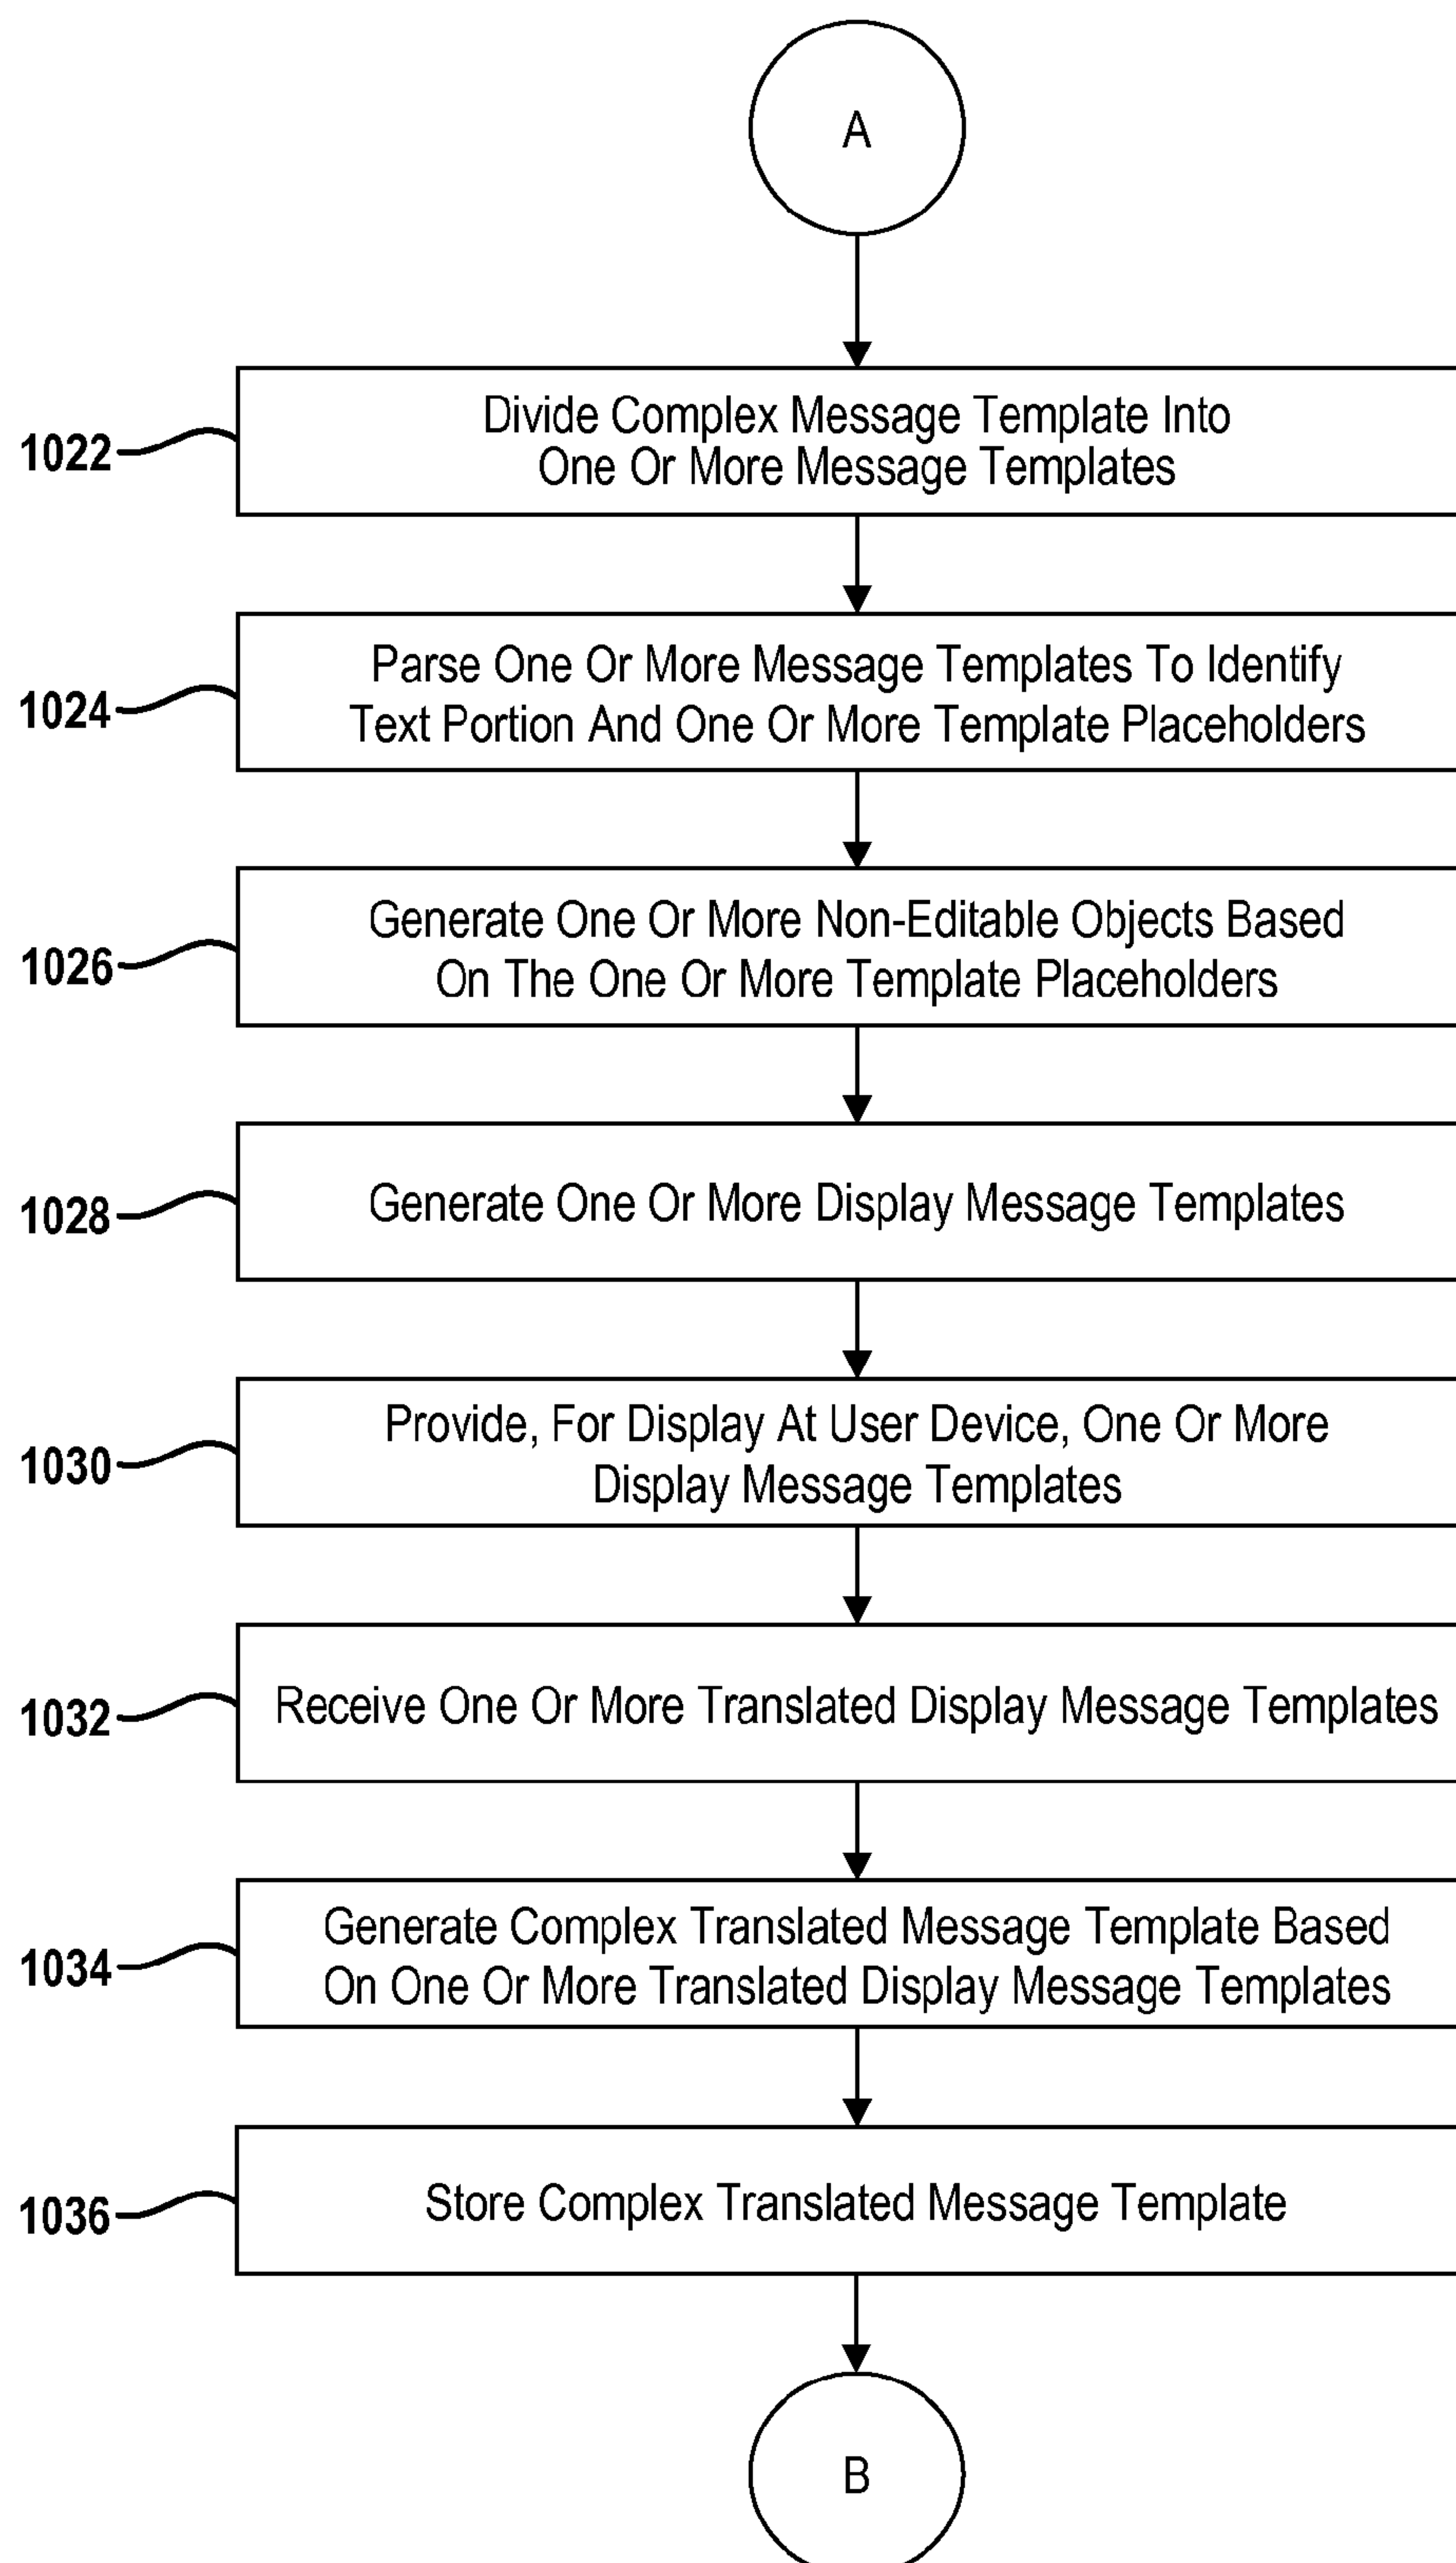 A
Divide Complex Message Template Into
One Or More Message Templates
1022
Parse One Or More Message Templates To Identify
Text Portion And One Or More Template Placeholders
1024
Generate One Or More Non-Editable Objects Based
On The One Or More Template Placeholders
1026
Generate One Or More Display Message Templates
1028
Provide, For Display At User Device, One Or More
Display Message Templates
1030
Receive One Or More Translated Display Message Templates
1032
Generate Complex Translated Message Template Based
On One Or More Translated Display Message Templates
1034
Store Complex Translated Message Template
1036
B